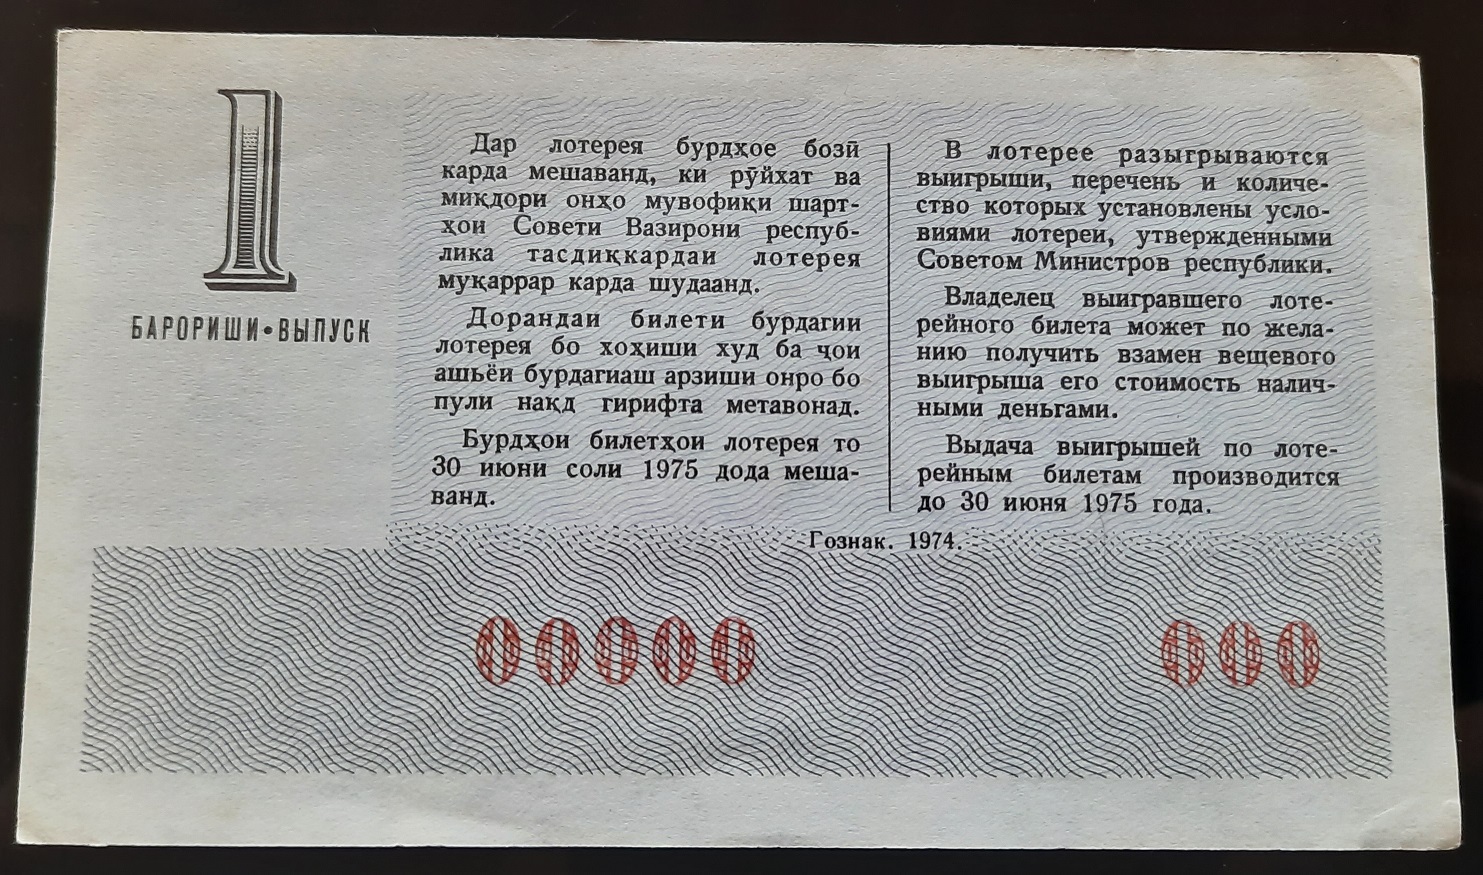 1
БАРОРИШИ•ВЫПУСК
Дар лотерея бурдҳое бозӣ
карда мешаванд, ки рӯйхат ва
миқдори онҳо мувофиқи шарт-
ҳои Совети Вазирони респуб-
лика тасдиққардаи лотерея
муқаррар карда шудаанд.
Дорандаи билети бурдагии
лотерея бо хоҳиши худ ба ҷои
ашьёи бурдагиаш арзиши онро бо
пули нақд гирифта метавонад.
Бурдҳои билетҳои лотерея то
30 июни соли 1975 дода меша-
ванд.
В лотерее разыгрываются
выигрыши, перечень и количе-
ство которых установлены усло-
виями лотереи, утвержденными
Советом Министров республики.
Владелец выигравшего лоте-
рейного билета может по жела-
нию получить взамен вещевого
выигрыша его стоимость налич-
ными деньгами.
Выдача выигрышей по лоте-
рейным билетам производится
до 30 июня 1975 года.
Гознак. 1974.
00000 000